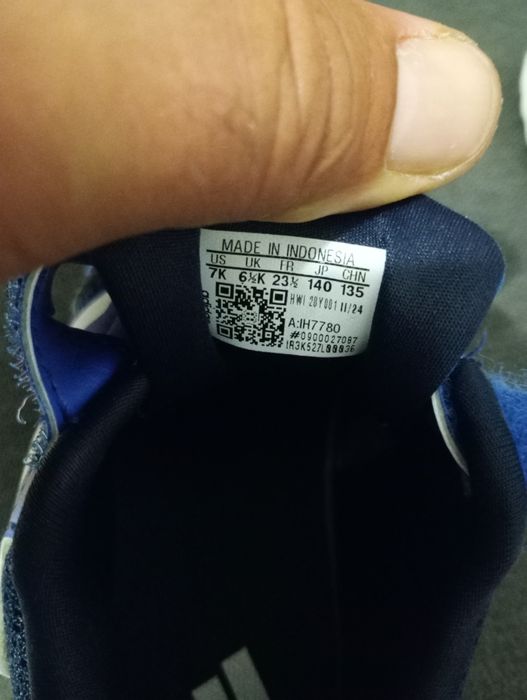 MADE IN INDONESIA
US UK FR JP CHN
7K 6½K 23½ 140 135
HWI 20Y001 11/24
A:IH7780
#0900027087